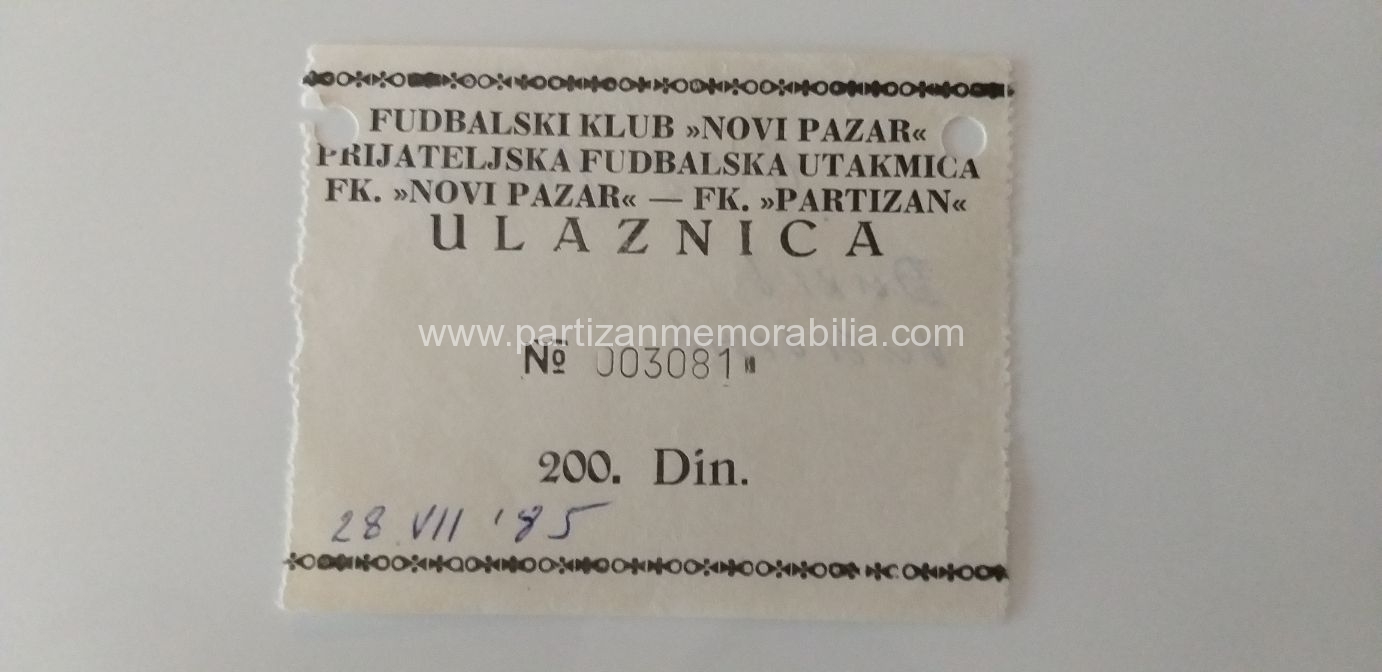 FUDBALSKI KLUB »NOVI PAZAR«
PRIJATELJSKA FUDBALSKA UTAKMICA
FK. »NOVI PAZAR« — FK. »PARTIZAN«
ULAZNICA
www.partizanmemorabilia.com
№ 003081
200. Din.
28 VII '85